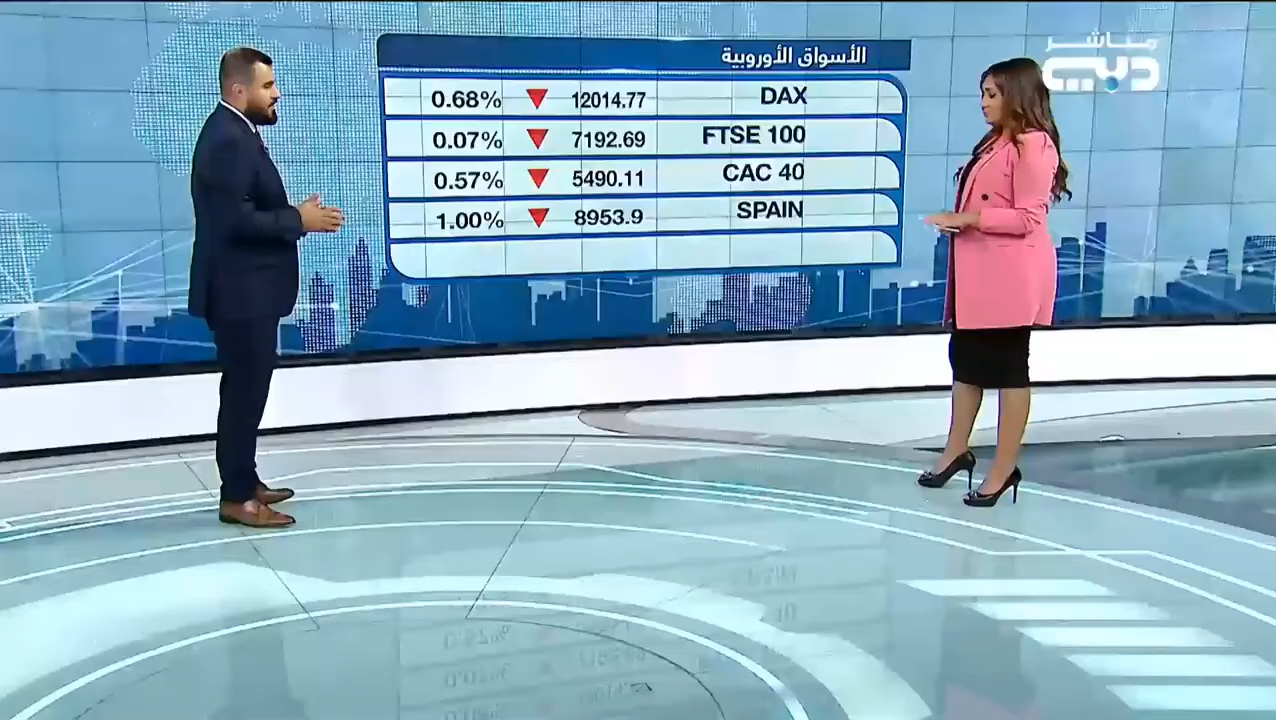 الأسواق الأوروبية
مباشر
دبي
DAX 12014.77 ▼ 0.68%
FTSE 100 7192.69 ▼ 0.07%
CAC 40 5490.11 ▼ 0.57%
SPAIN 8953.9 ▼ 1.00%